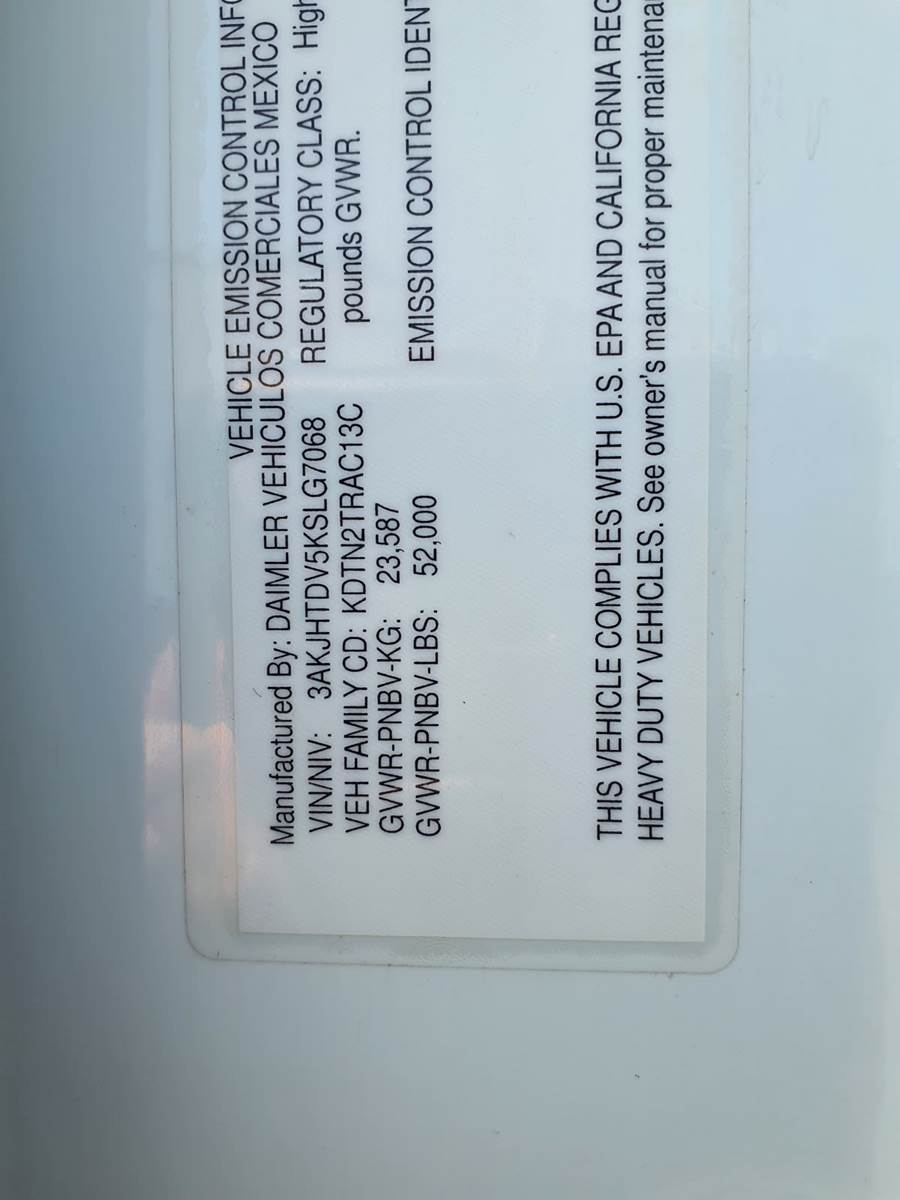 VEHICLE EMISSION CONTROL INFO
Manufactured By: DAIMLER VEHICULOS COMERCIALES MEXICO
VIN/NIV: 3AKJHTDV5KSLG7068 REGULATORY CLASS: High
VEH FAMILY CD: KDTN2TRAC13C pounds GVWR.
GVWR-PNBV-KG: 23,587
GVWR-PNBV-LBS: 52,000 EMISSION CONTROL IDENT
THIS VEHICLE COMPLIES WITH U.S. EPA AND CALIFORNIA REG
HEAVY DUTY VEHICLES. See owner's manual for proper maintena